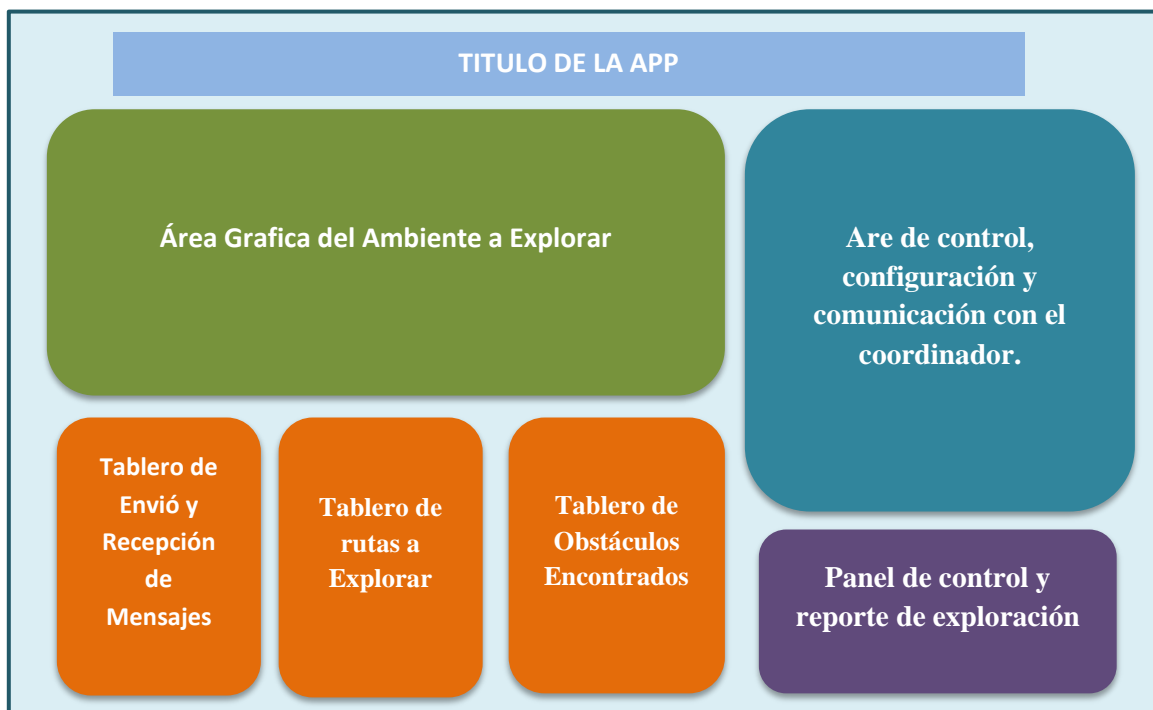 TITULO DE LA APP
Área Grafica del Ambiente a Explorar
Are de control,
configuración y
comunicación con el
coordinador.
Tablero de
Envió y
Recepción
de
Mensajes
Tablero de
rutas a
Explorar
Tablero de
Obstáculos
Encontrados
Panel de control y
reporte de exploración